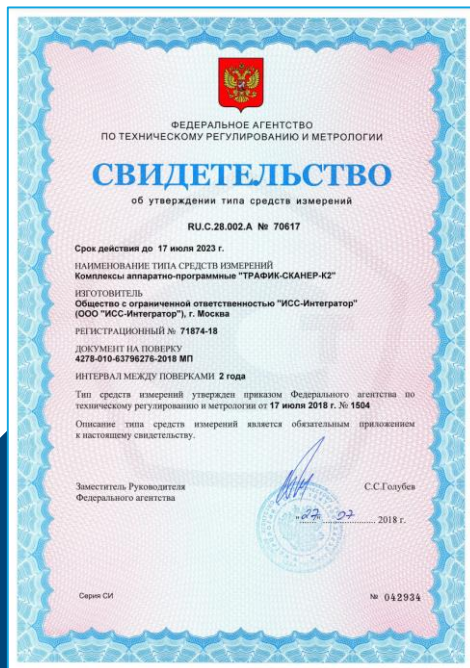 ФЕДЕРАЛЬНОЕ АГЕНТСТВО
ПО ТЕХНИЧЕСКОМУ РЕГУЛИРОВАНИЮ И МЕТРОЛОГИИ
СВИДЕТЕЛЬСТВО
об утверждении типа средств измерений
RU.C.28.002.A № 70617
Срок действия до 17 июля 2023 г.
НАИМЕНОВАНИЕ ТИПА СРЕДСТВ ИЗМЕРЕНИЙ
Комплексы аппаратно-программные "ТРАФИК-СКАНЕР-К2"
ИЗГОТОВИТЕЛЬ
Общество с ограниченной ответственностью "ИСС-Интегратор"
(ООО "ИСС-Интегратор"), г. Москва
РЕГИСТРАЦИОННЫЙ № 71874-18
ДОКУМЕНТ НА ПОВЕРКУ
4278-010-63796276-2018 МП
ИНТЕРВАЛ МЕЖДУ ПОВЕРКАМИ 2 года
Тип средств измерений утвержден приказом Федерального агентства по
техническому регулированию и метрологии от 17 июля 2018 г. № 1504
Описание типа средств измерений является обязательным приложением
к настоящему свидетельству.
Заместитель Руководителя
Федерального агентства
С.С.Голубев
"27" 07 2018 г.
Серия СИ
№ 042934